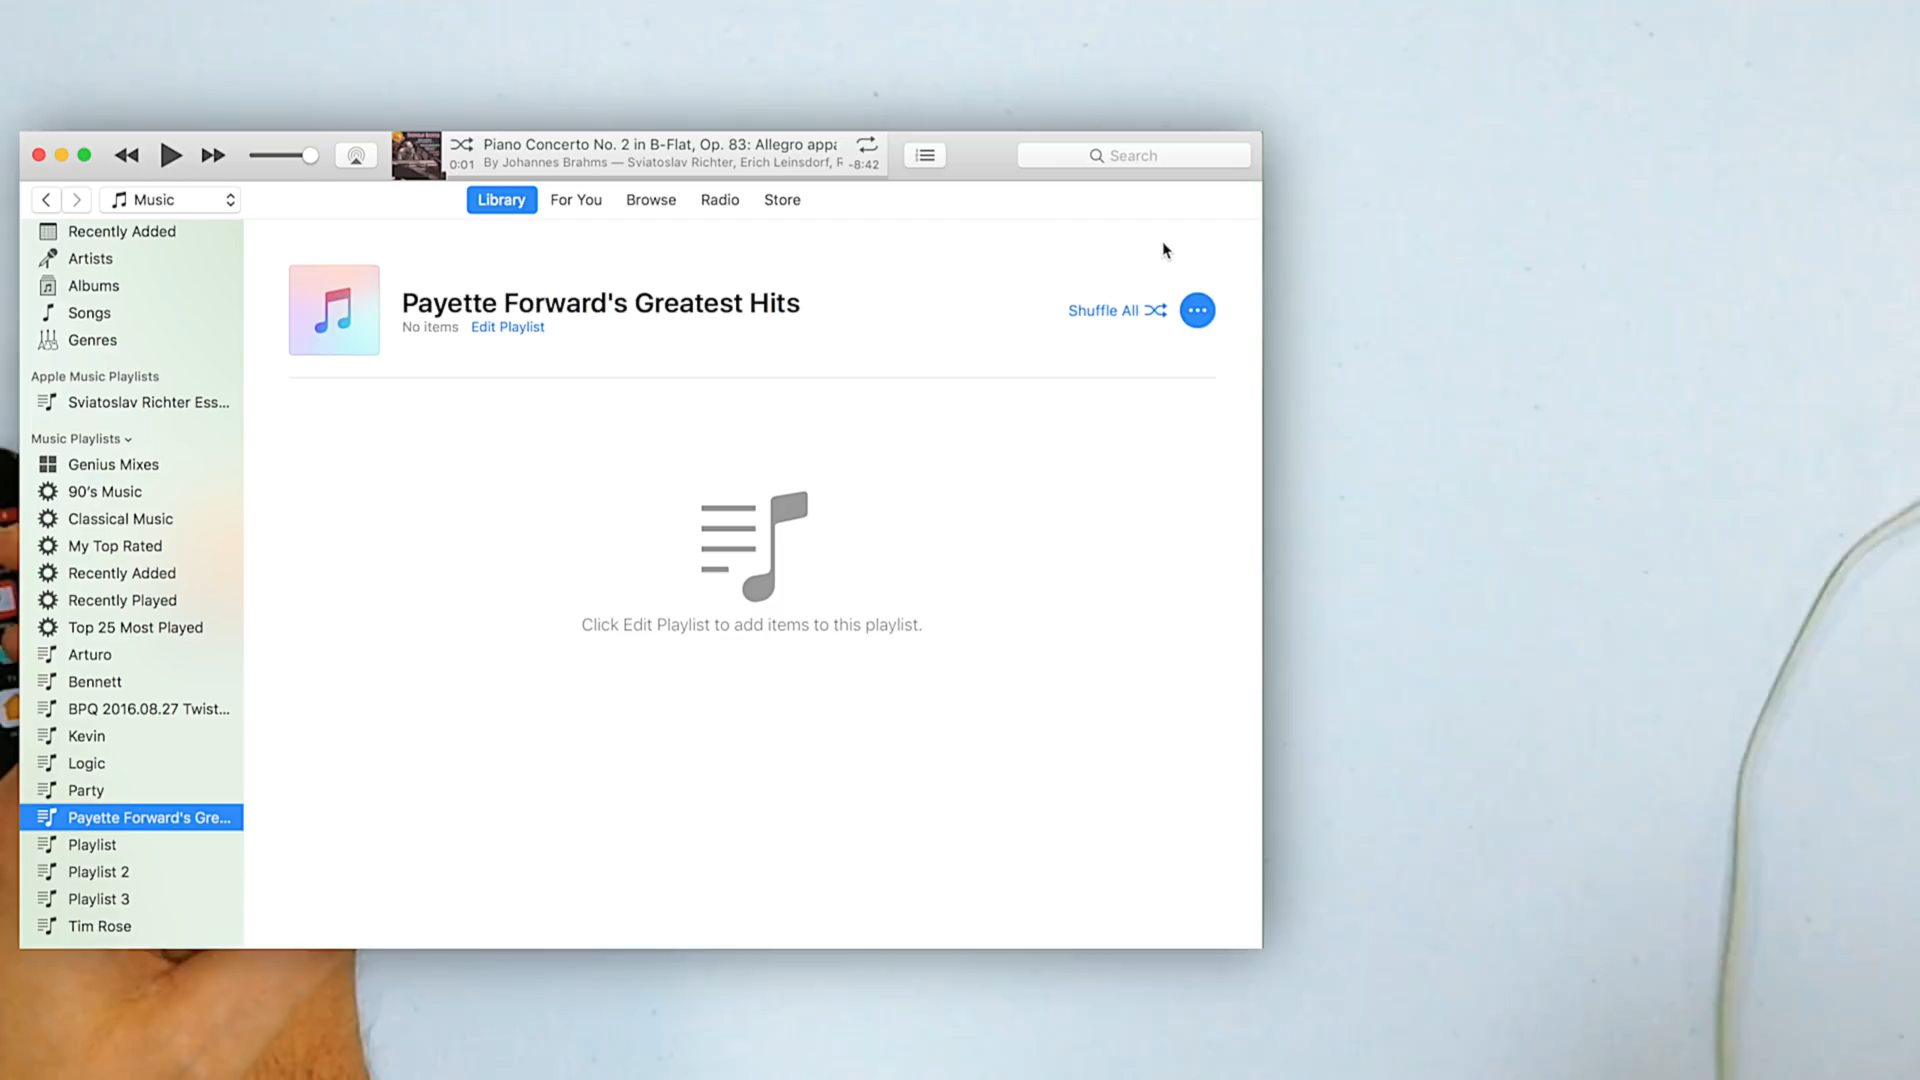 Piano Concerto No. 2 in B-Flat, Op. 83: Allegro appa
0:01 By Johannes Brahms — Sviatoslav Richter, Erich Leinsdorf, R -8:42
Search
Music
Library For You Browse Radio Store
Recently Added
Artists
Albums
Songs
Genres
Apple Music Playlists
Sviatoslav Richter Ess...
Music Playlists
Genius Mixes
90's Music
Classical Music
My Top Rated
Recently Added
Recently Played
Top 25 Most Played
Arturo
Bennett
BPQ 2016.08.27 Twist...
Kevin
Logic
Party
Payette Forward's Gre...
Playlist
Playlist 2
Playlist 3
Tim Rose
Payette Forward's Greatest Hits
No items Edit Playlist
Shuffle All
Click Edit Playlist to add items to this playlist.